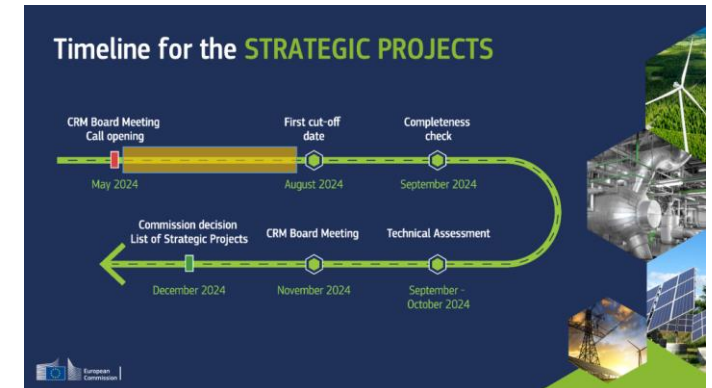 Timeline for the STRATEGIC PROJECTS
CRM Board Meeting
Call opening
May 2024
First cut-off
date
August 2024
Completeness
check
September 2024
Technical Assessment
September -
October 2024
CRM Board Meeting
November 2024
Commission decision
List of Strategic Projects
December 2024
European
Commission